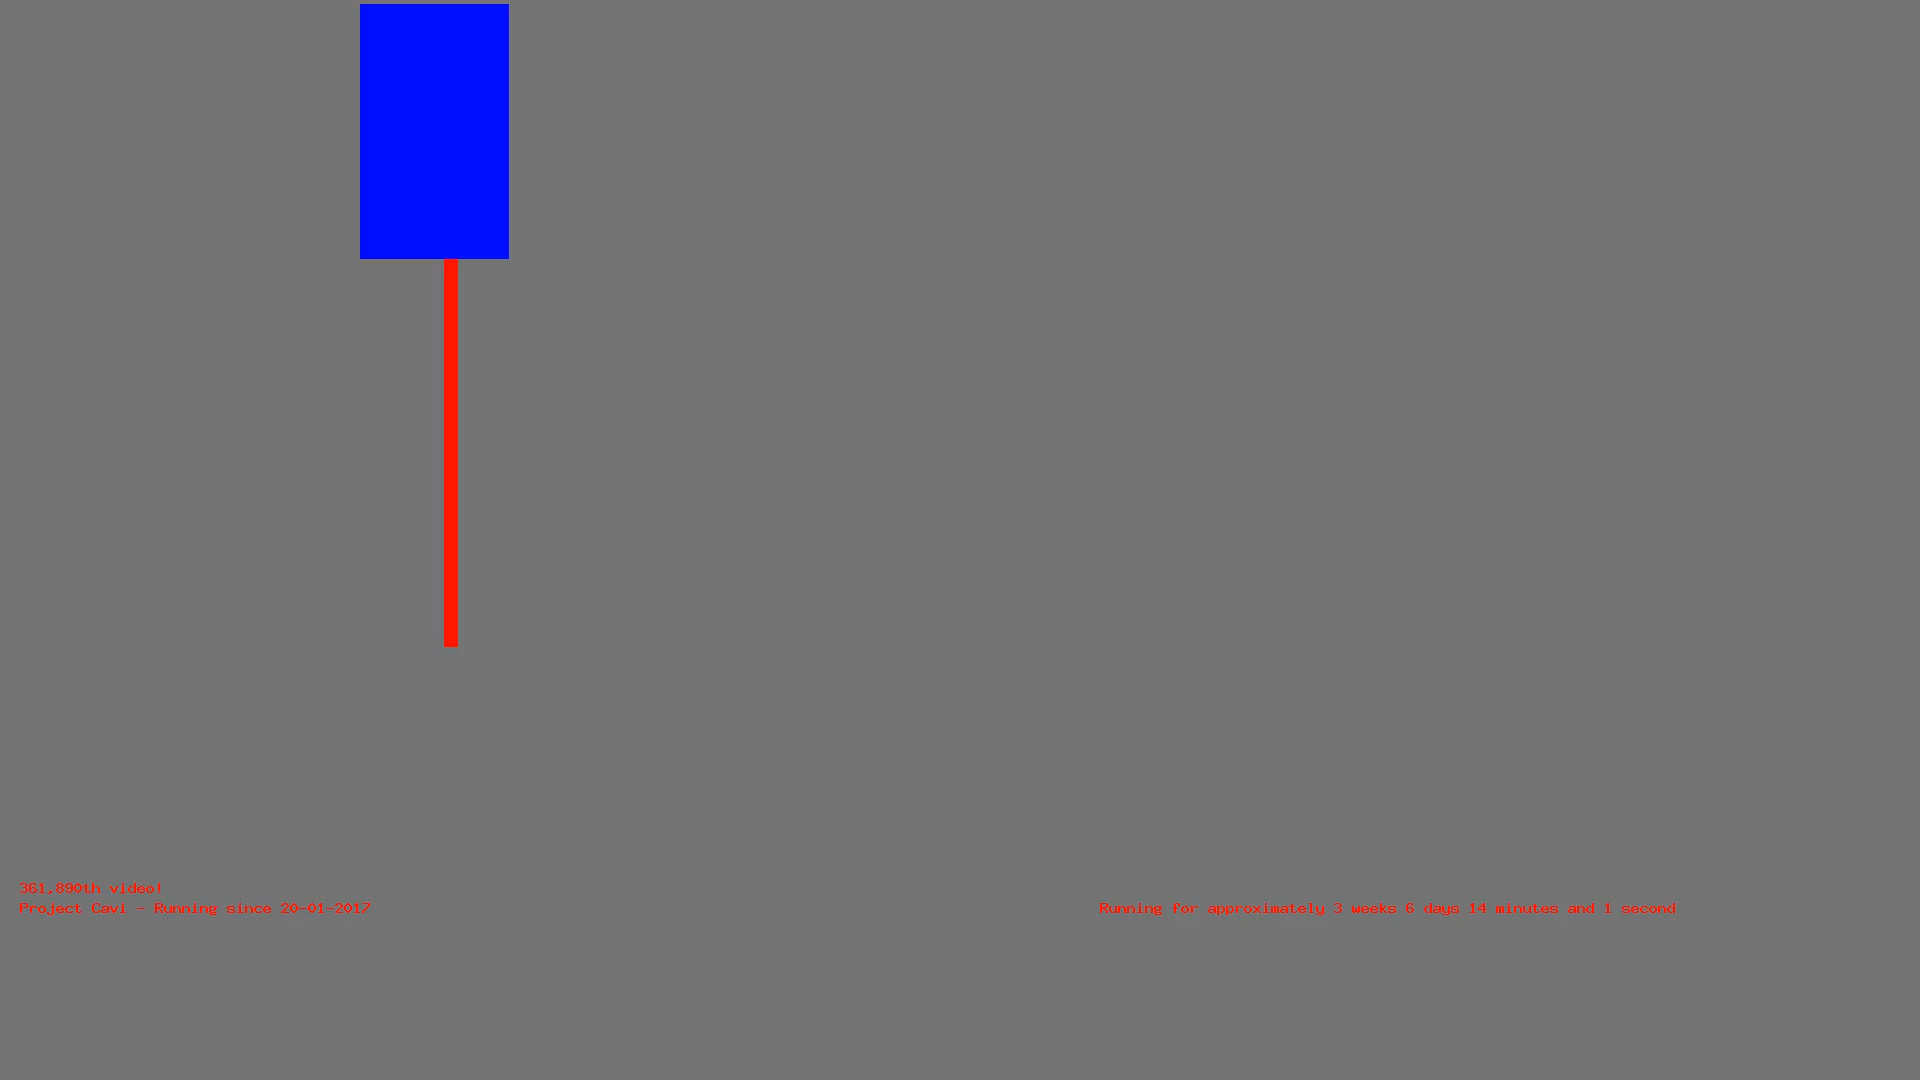 361,890th video!
Project Cavi - Running since 20-01-2017
Running for approximately 3 weeks 6 days 14 minutes and 1 second